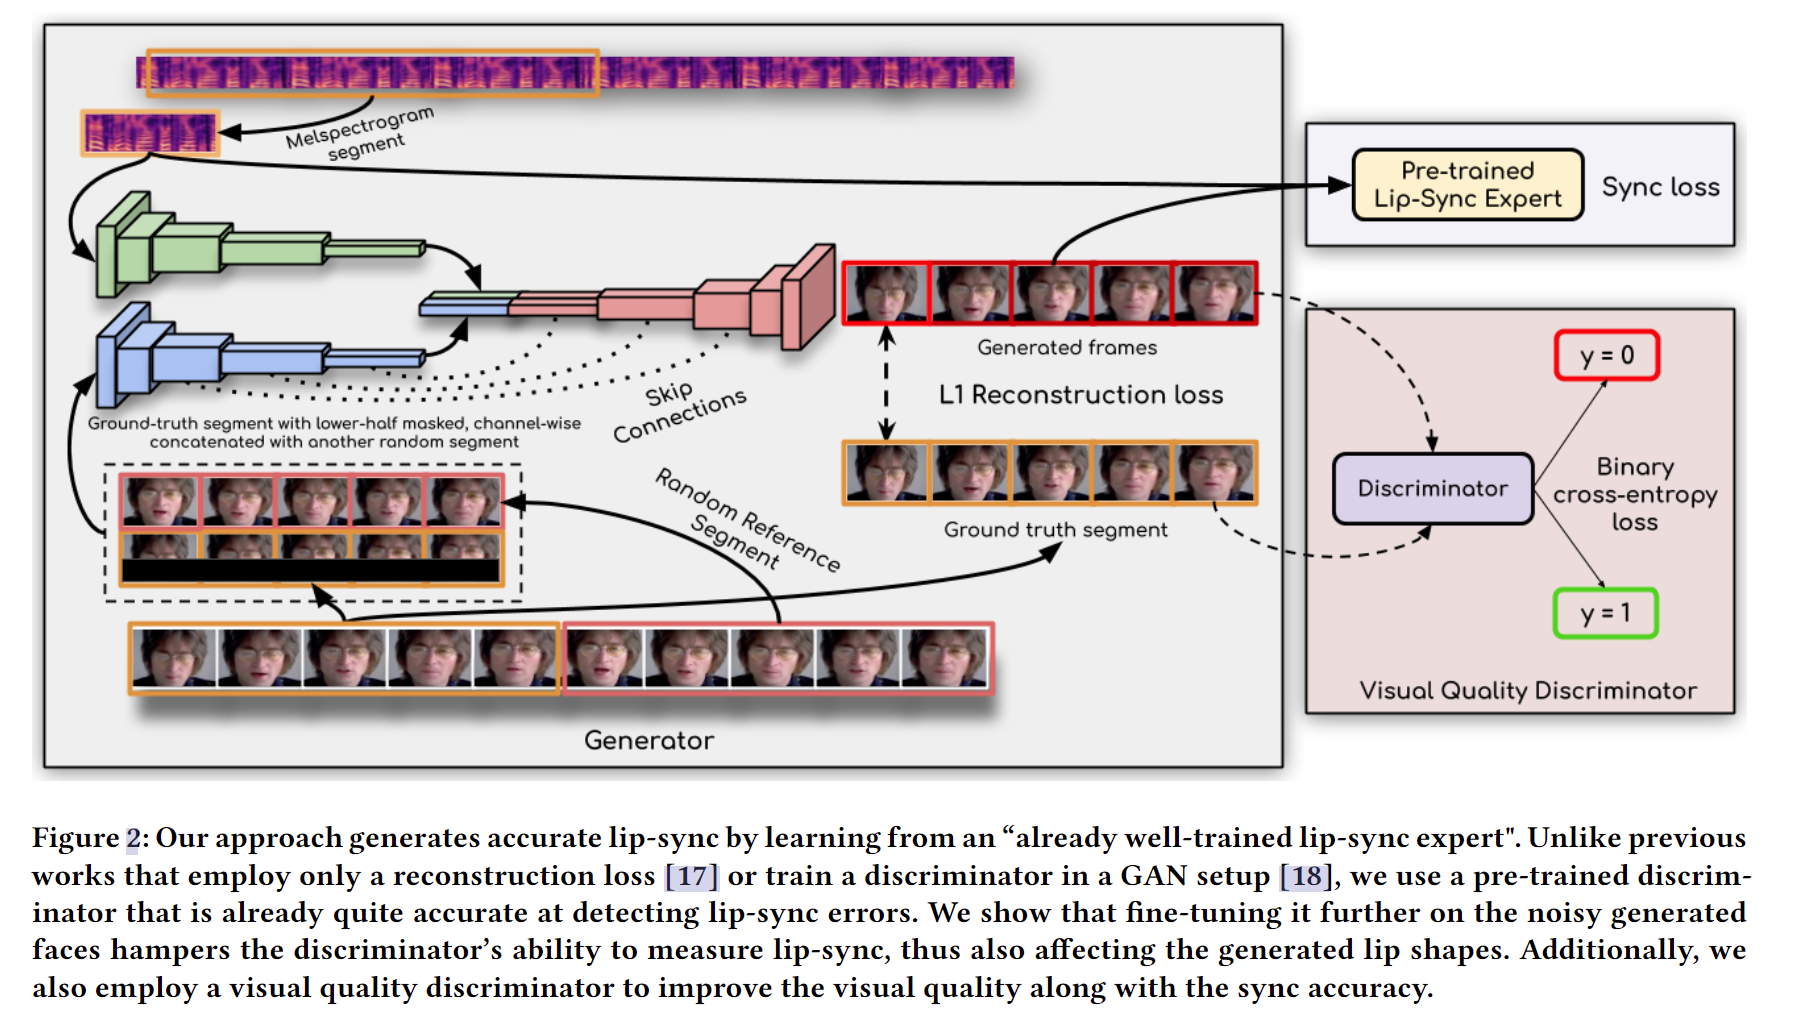 Melspectrogram
segment
Pre-trained
Lip-Sync Expert
Sync loss
Generated frames
L1 Reconstruction loss
Skip
Connections
Ground-truth segment with lower-half masked, channel-wise
concatenated with another random segment
Random Reference
Segment
Ground truth segment
Generator
y = 0
Discriminator
Binary
cross-entropy
loss
y = 1
Visual Quality Discriminator
Figure 2: Our approach generates accurate lip-sync by learning from an “already well-trained lip-sync expert". Unlike previous
works that employ only a reconstruction loss [17] or train a discriminator in a GAN setup [18], we use a pre-trained discrim-
inator that is already quite accurate at detecting lip-sync errors. We show that fine-tuning it further on the noisy generated
faces hampers the discriminator’s ability to measure lip-sync, thus also affecting the generated lip shapes. Additionally, we
also employ a visual quality discriminator to improve the visual quality along with the sync accuracy.